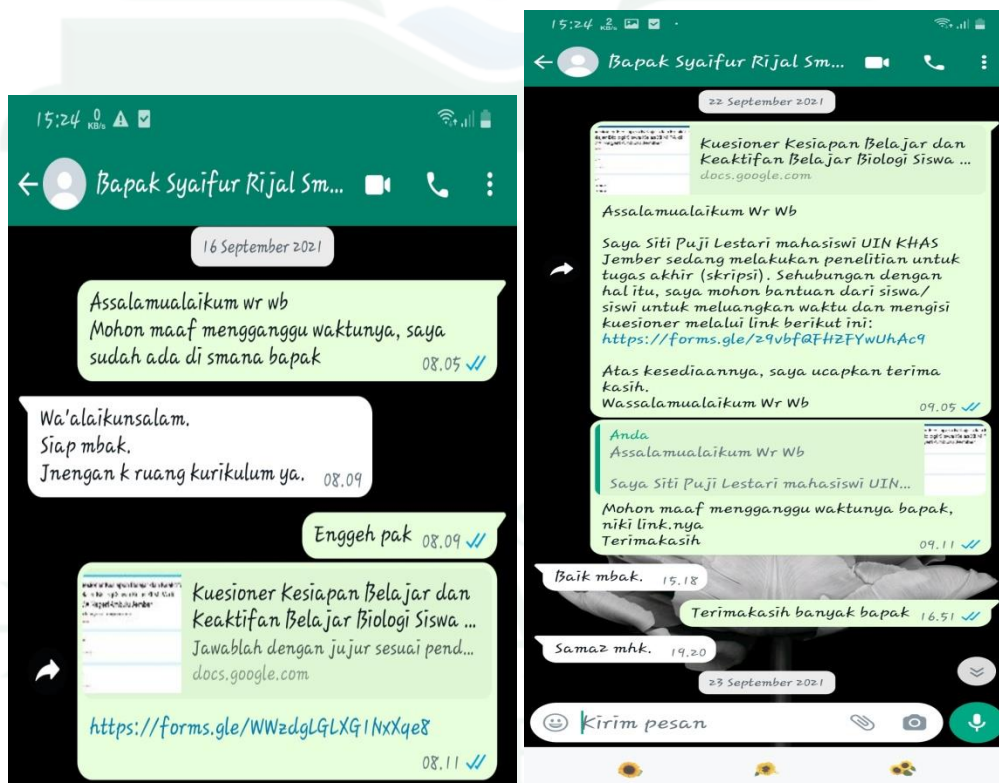 15:24 0 KB/s
Bapak Syaifur Rijal Sm...
16 September 2021
Assalamualaikum wr wb
Mohon maaf mengganggu waktunya, saya
sudah ada di smana bapak
08.05
Wa'alaikunsalam.
Siap mbak.
Jnengan k ruang kurikulum ya.
08.09
Enggeh pak
08.09
Kuesioner Kesiapan Belajar dan
Keaktifan Belajar Biologi Siswa ...
Jawablah dengan jujur sesuai pend...
docs.google.com
https://forms.gle/WWzdgLGLXG1NxXqe8
08.11
15:24 2 KB/s
Bapak Syaifur Rijal Sm...
22 September 2021
Kuesioner Kesiapan Belajar dan
Keaktifan Belajar Biologi Siswa ...
docs.google.com
Assalamualaikum Wr Wb
Saya Siti Puji Lestari mahasiswi UIN KHAS
Jember sedang melakukan penelitian untuk
tugas akhir (skripsi). Sehubungan dengan
hal itu, saya mohon bantuan dari siswa/
siswi untuk meluangkan waktu dan mengisi
kuesioner melalui link berikut ini:
https://forms.gle/z9vbfQFHZFYwUhAc9
Atas kesediaannya, saya ucapkan terima
kasih.
Wassalamualaikum Wr Wb
09.05
Anda
Assalamualaikum Wr Wb
Saya Siti Puji Lestari mahasiswi UIN...
Mohon maaf mengganggu waktunya bapak,
niki link.nya
Terimakasih
09.11
Baik mbak.
15.18
Terimakasih banyak bapak
16.51
Sama2 mhk.
19.20
23 September 2021
Kirim pesan